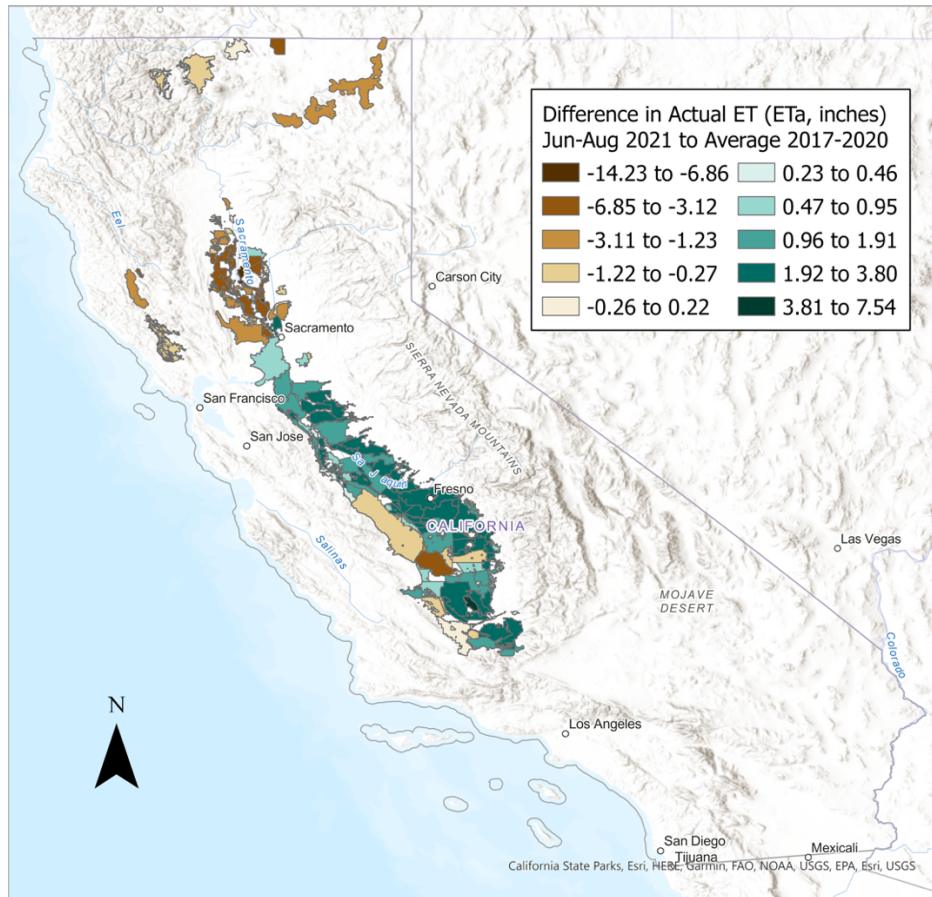 Difference in Actual ET (ETa, inches)
Jun-Aug 2021 to Average 2017-2020
-14.23 to -6.86
0.23 to 0.46
-6.85 to -3.12
0.47 to 0.95
-3.11 to -1.23
0.96 to 1.91
-1.22 to -0.27
1.92 to 3.80
-0.26 to 0.22
3.81 to 7.54
Eel
Sacramento
Carson City
Sacramento
SIERRA NEVADA MOUNTAINS
San Francisco
San Jose
Sa J aquin
Fresno
CALIFORNIA
Salinas
Las Vegas
MOJAVE
DESERT
Colorado
N
Los Angeles
San Diego
Tijuana
Mexicali
California State Parks, Esri, HERE, Garmin, FAO, NOAA, USGS, EPA, Esri, USGS